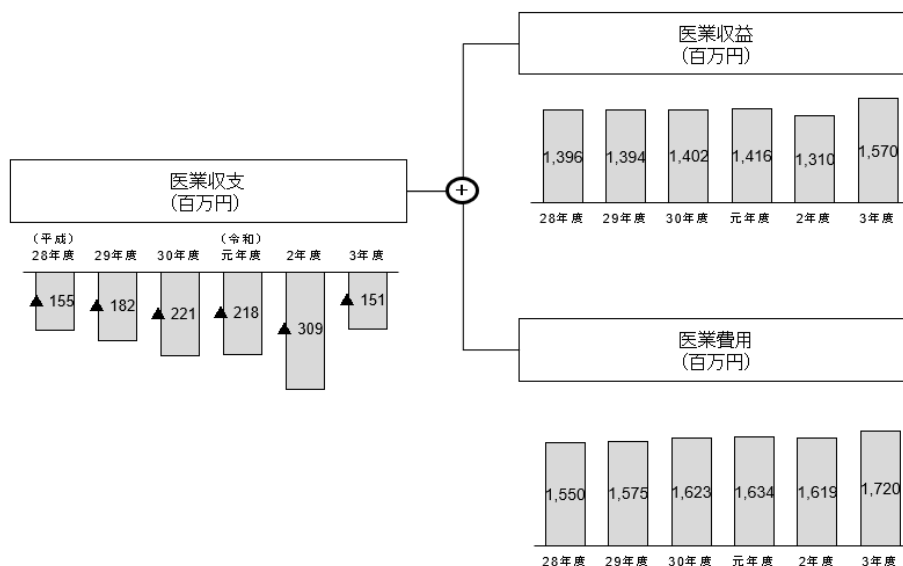 医業収益
(百万円)
1,396 1,394 1,402 1,416 1,310 1,570
28年度 29年度 30年度 元年度 2年度 3年度
医業収支
(百万円)
+
(平成) (令和)
28年度 29年度 30年度 元年度 2年度 3年度
▲ 155 ▲ 182 ▲ 221 ▲ 218 ▲ 309 ▲ 151
医業費用
(百万円)
1,550 1,575 1,623 1,634 1,619 1,720
28年度 29年度 30年度 元年度 2年度 3年度